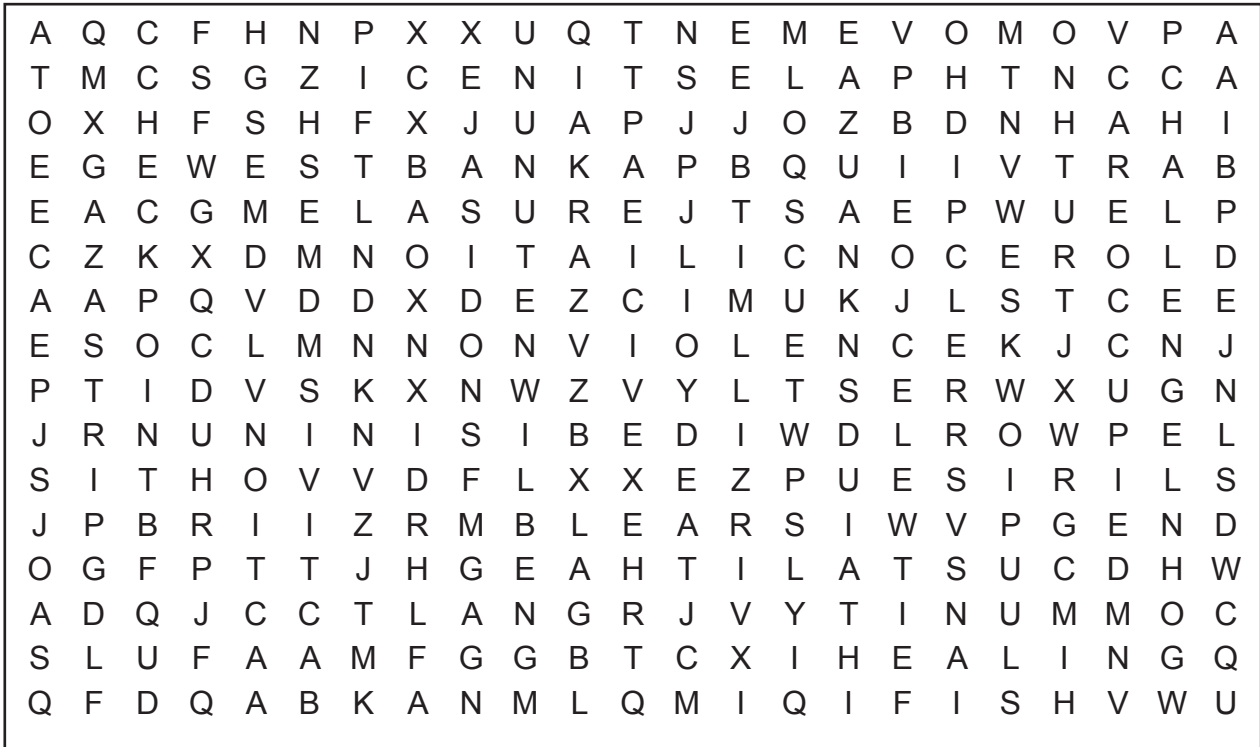 A Q C F H N P X X U Q T N E M E V O M O V P A
T M C S G Z I C E N I T S E L A P H T N C C A
O X H F S H F X J U A P J J O Z B D N H A H I
E G E W E S T B A N K A P B Q U I I V T R A B
E A C G M E L A S U R E J T S A E P W U E L P
C Z K X D M N O I T A I L I C N O C E R O L D
A A P Q V D D X D E Z C I M U K J L S T C E E
E S O C L M N N O N V I O L E N C E K J C N J
P T I D V S K X N W Z V Y L T S E R W X U G N
J R N U N I N I S I B E D I W D L R O W P E L
S I T H O V V D F L X X E Z P U E S I R I L S
J P B R I I Z R M B L E A R S I W V P G E N D
O G F P T T J H G E A H T I L A T S U C D H W
A D Q J C C T L A N G R J V Y T I N U M M O C
S L U F A A M F G G B T C X I H E A L I N G Q
Q F D Q A B K A N M L Q M I Q I F I S H V W U